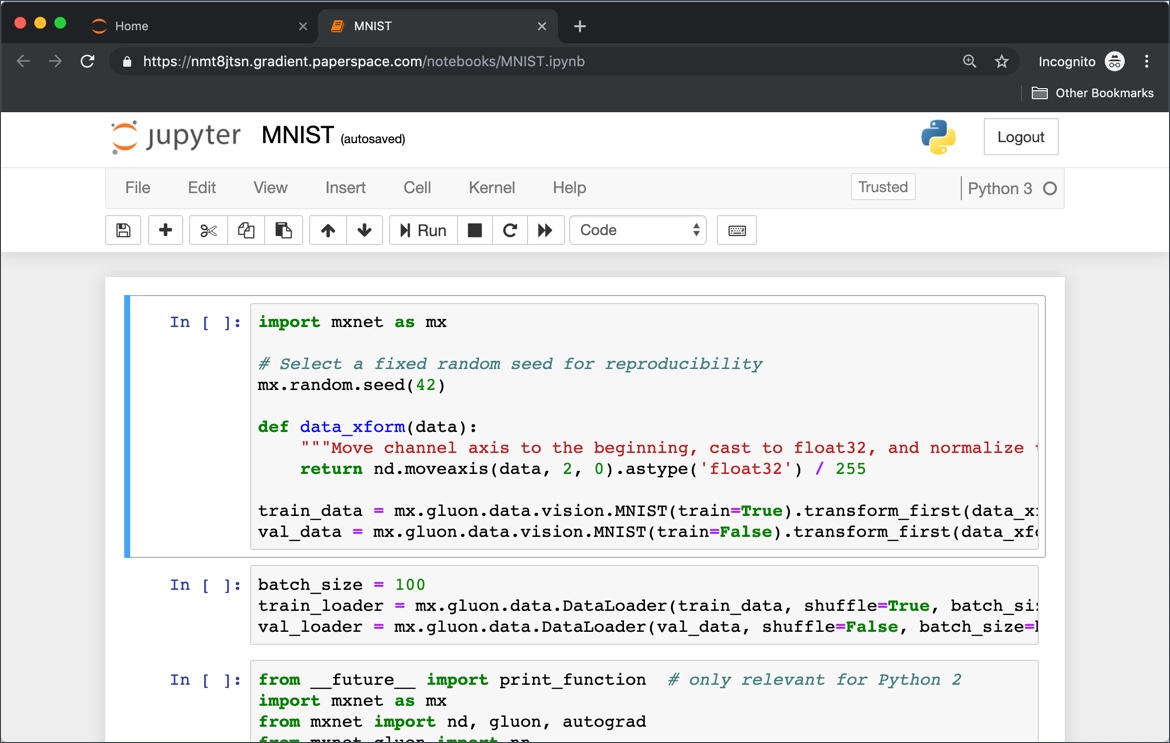 Home
MNIST
https://nmt8jtsn.gradient.paperspace.com/notebooks/MNIST.ipynb
Incognito
Other Bookmarks
jupyter MNIST (autosaved)
Logout
File Edit View Insert Cell Kernel Help
Trusted
Python 3
Run
Code
In [ ]:
import mxnet as mx
# Select a fixed random seed for reproducibility
mx.random.seed(42)
def data_xform(data):
"""Move channel axis to the beginning, cast to float32, and normalize
return nd.moveaxis(data, 2, 0).astype('float32') / 255
train_data = mx.gluon.data.vision.MNIST(train=True).transform_first(data_x
val_data = mx.gluon.data.vision.MNIST(train=False).transform_first(data_xf
In [ ]:
batch_size = 100
train_loader = mx.gluon.data.DataLoader(train_data, shuffle=True, batch_si
val_loader = mx.gluon.data.DataLoader(val_data, shuffle=False, batch_size=
In [ ]:
from __future__ import print_function # only relevant for Python 2
import mxnet as mx
from mxnet import nd, gluon, autograd
from mxnet.gluon import nn